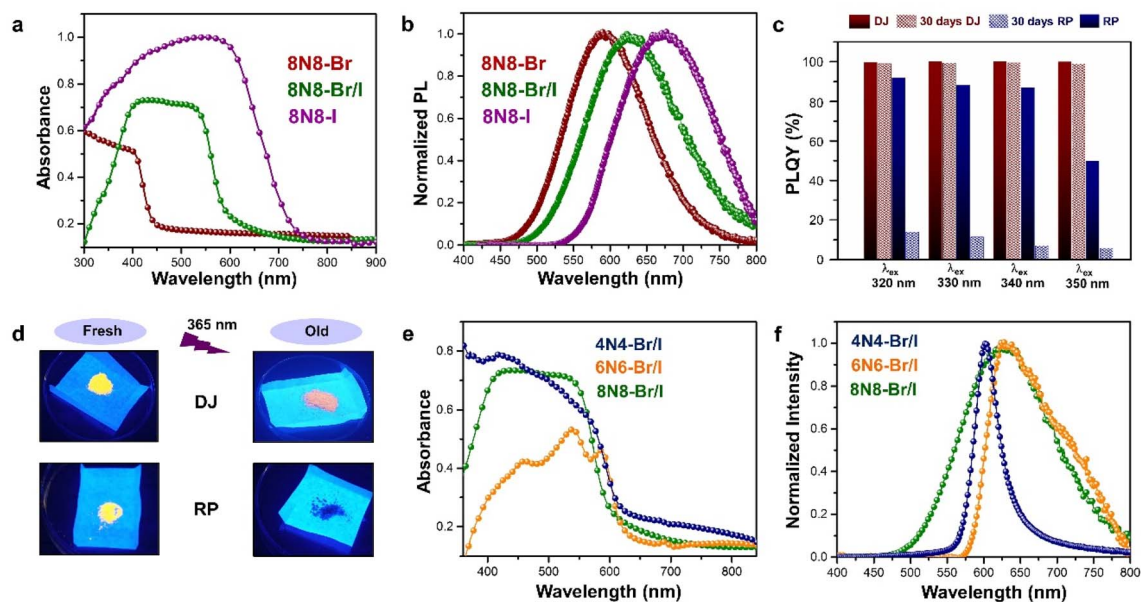 a
Absorbance
1.0
0.8
0.6
0.4
0.2
8N8-Br
8N8-Br/I
8N8-I
300 400 500 600 700 800 900
Wavelength (nm)
b
Normalized PL
1.0
0.8
0.6
0.4
0.2
8N8-Br
8N8-Br/I
8N8-I
400 450 500 550 600 650 700 750 800
Wavelength (nm)
c
DJ 30 days DJ 30 days RP RP
PLQY (%)
100
80
60
40
20
0
λex λex λex λex
320 nm 330 nm 340 nm 350 nm
d
Fresh 365 nm Old
DJ
RP
e
Absorbance
0.8
0.6
0.4
0.2
4N4-Br/I
6N6-Br/I
8N8-Br/I
400 500 600 700 800
Wavelength (nm)
f
Normalized Intensity
1.0
0.8
0.6
0.4
0.2
0.0
4N4-Br/I
6N6-Br/I
8N8-Br/I
400 450 500 550 600 650 700 750 800
Wavelength (nm)